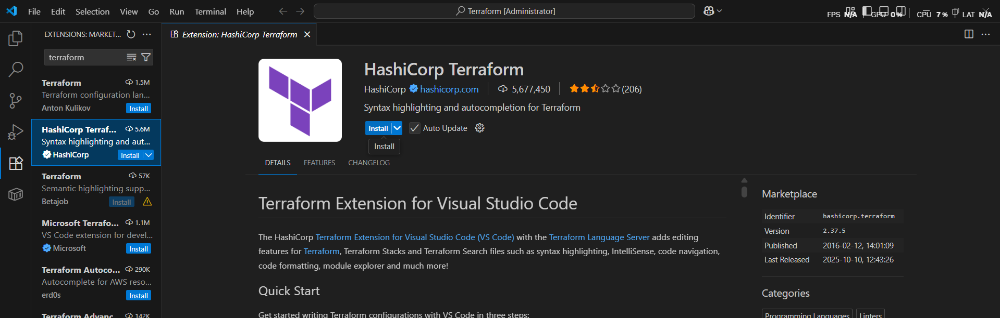 File Edit Selection View Go Run Terminal Help
Terraform [Administrator]
FPS N/A GPU 0% CPU 7% LAT N/A
EXTENSIONS: MARKET...
Extension: HashiCorp Terraform
terraform
Terraform 1.5M
Terraform configuration lan...
Anton Kulikov Install
HashiCorp Terraf... 5.6M
Syntax highlighting and aut...
HashiCorp Install
Terraform 57K
Semantic highlighting supp...
Betajob Install
Microsoft Terrafo... 1.1M
VS Code extension for devel...
Microsoft Install
Terraform Autoco... 290K
Autocomplete for AWS reso...
erd0s Install
Terraform Advanc 142K
HashiCorp Terraform
HashiCorp hashicorp.com 5,677,450 (206)
Syntax highlighting and autocompletion for Terraform
Install Auto Update
Install
DETAILS FEATURES CHANGELOG
Terraform Extension for Visual Studio Code
The HashiCorp Terraform Extension for Visual Studio Code (VS Code) with the Terraform Language Server adds editing
features for Terraform, Terraform Stacks and Terraform Search files such as syntax highlighting, IntelliSense, code navigation,
code formatting, module explorer and much more!
Quick Start
Get started writing Terraform configurations with VS Code in three steps:
Marketplace
Identifier hashicorp.terraform
Version 2.37.5
Published 2016-02-12, 14:01:09
Last Released 2025-10-10, 12:43:26
Categories
Programming Languages Linters